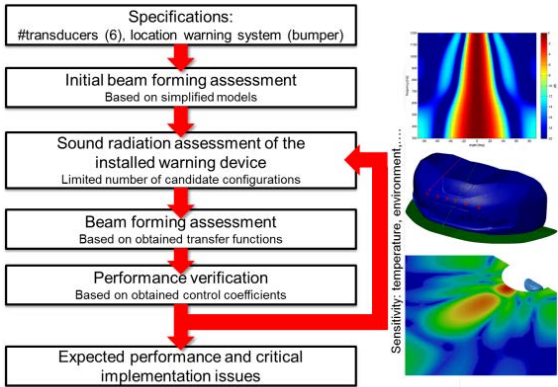 Specifications:
#transducers (6), location warning system (bumper)
Initial beam forming assessment
Based on simplified models
Sound radiation assessment of the
installed warning device
Limited number of candidate configurations
Beam forming assessment
Based on obtained transfer functions
Performance verification
Based on obtained control coefficients
Expected performance and critical
implementation issues
Sensitivity: temperature, environment,....